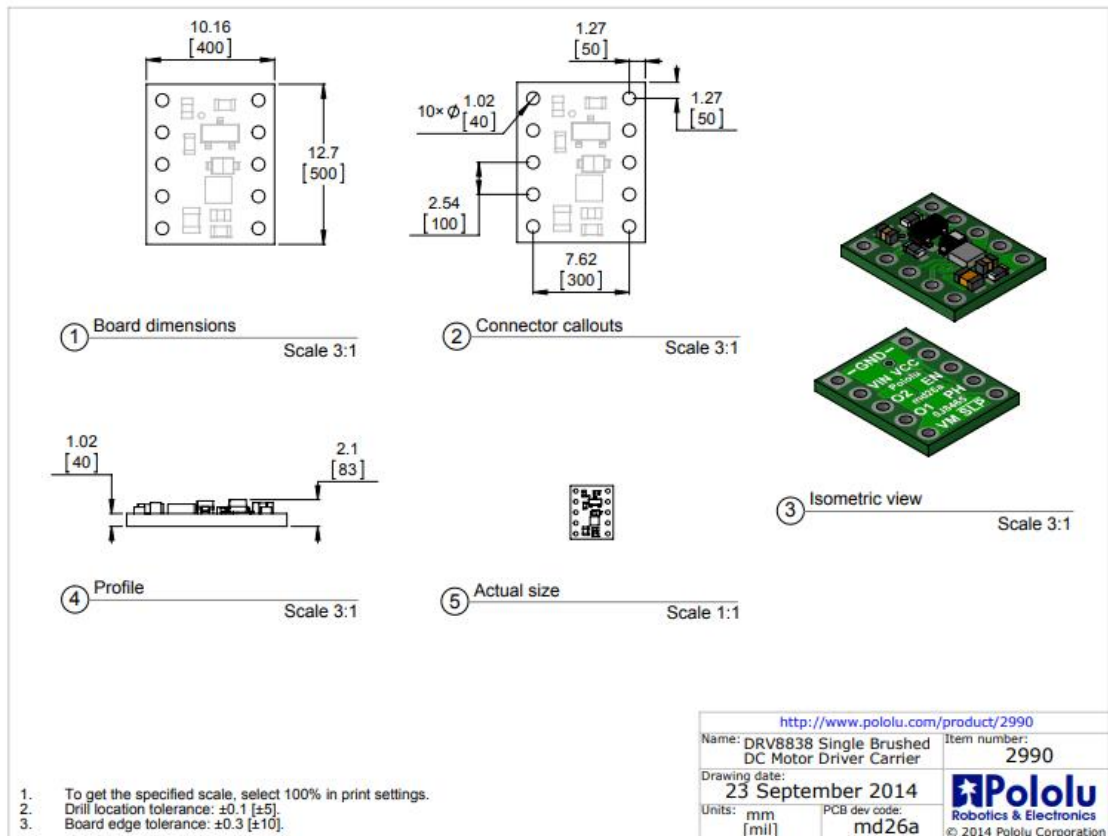 10.16
[400]
12.7
[500]
1 Board dimensions
Scale 3:1
1.27
[50]
1.27
[50]
10× Ø 1.02
[40]
2.54
[100]
7.62
[300]
2 Connector callouts
Scale 3:1
GND
VIN VCC
Pololu
O2 EN
md26a
O1 PH
0J8465
VM SLP
3 Isometric view
Scale 3:1
1.02
[40]
2.1
[83]
4 Profile
Scale 3:1
5 Actual size
Scale 1:1
1. To get the specified scale, select 100% in print settings.
2. Drill location tolerance: ±0.1 [±5].
3. Board edge tolerance: ±0.3 [±10].
http://www.pololu.com/product/2990
Name: DRV8838 Single Brushed
DC Motor Driver Carrier
Item number:
2990
Drawing date:
23 September 2014
Units: mm
[mil]
PCB dev code:
md26a
Pololu
Robotics & Electronics
© 2014 Pololu Corporation